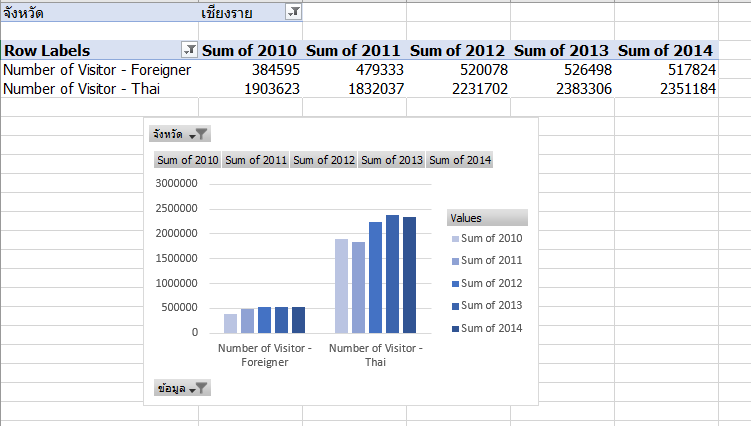 จังหวัด เชียงราย
Row Labels Sum of 2010 Sum of 2011 Sum of 2012 Sum of 2013 Sum of 2014
Number of Visitor - Foreigner 384595 479333 520078 526498 517824
Number of Visitor - Thai 1903623 1832037 2231702 2383306 2351184
จังหวัด
Sum of 2010 Sum of 2011 Sum of 2012 Sum of 2013 Sum of 2014
3000000
2500000
2000000
1500000
1000000
500000
0
Number of Visitor -
Foreigner
Number of Visitor -
Thai
Values
Sum of 2010
Sum of 2011
Sum of 2012
Sum of 2013
Sum of 2014
ข้อมูล